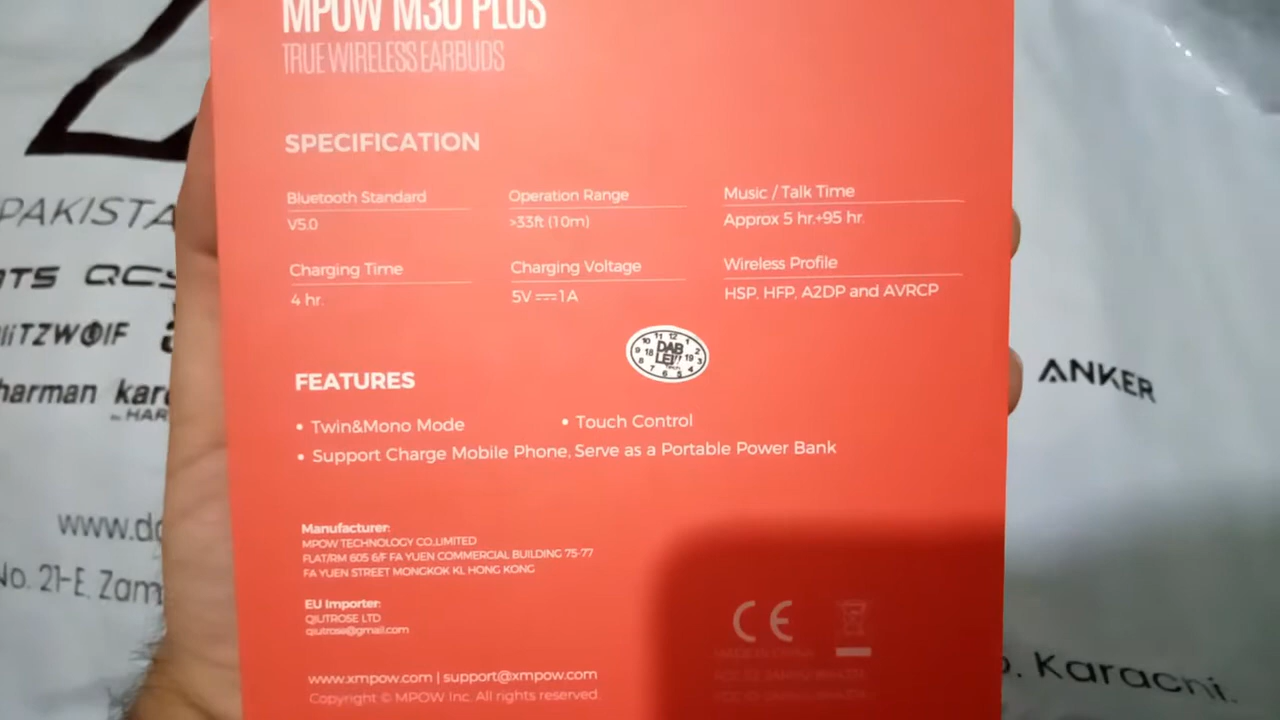 MPOW M30 PLUS
TRUE WIRELESS EARBUDS
SPECIFICATION
Bluetooth Standard
V5.0
Operation Range
>33ft (10m)
Music / Talk Time
Approx 5 hr.+95 hr.
Charging Time
4 hr.
Charging Voltage
5V ⎓ 1A
Wireless Profile
HSP, HFP, A2DP and AVRCP
FEATURES
• Twin&Mono Mode
• Touch Control
• Support Charge Mobile Phone, Serve as a Portable Power Bank
Manufacturer:
MPOW TECHNOLOGY CO.,LIMITED
FLAT/RM 605 6/F FA YUEN COMMERCIAL BUILDING 75-77
FA YUEN STREET MONGKOK KL HONG KONG
EU Importer:
QIUTROSE LTD
qiutrose@gmail.com
www.xmpow.com | support@xmpow.com
Copyright © MPOW Inc. All rights reserved
CE
ANKER
harman
No. 21-E,
Karachi.